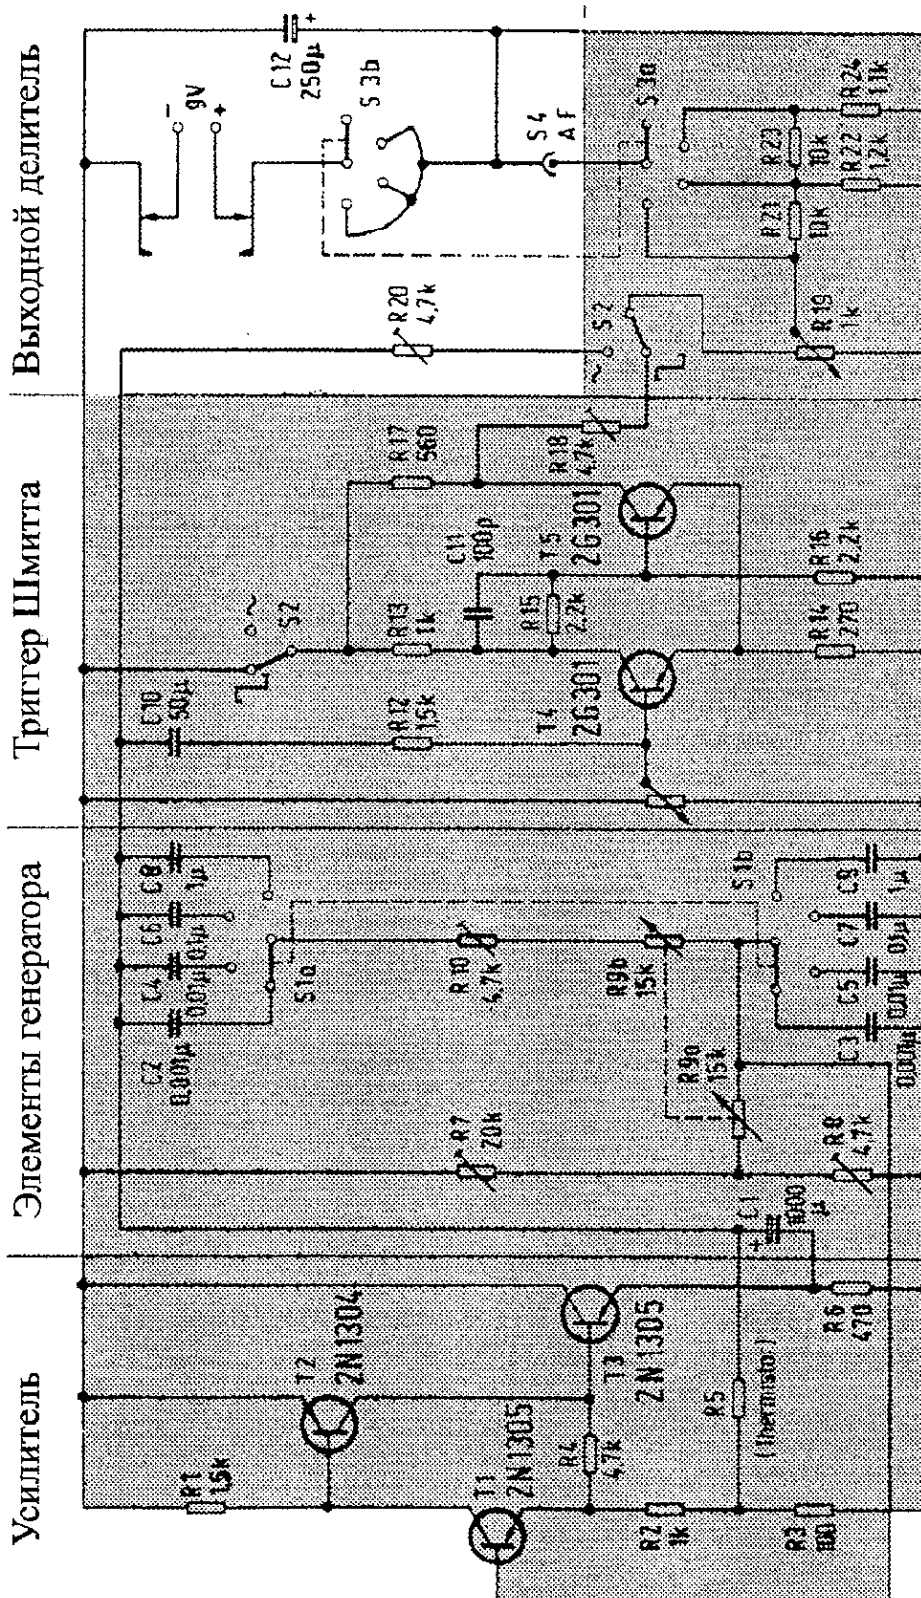 Усилитель
Элементы генератора
Триггер Шмитта
Выходной делитель
R1
1,5k
T2
2N1304
T1
2N1305
R4
4,7k
T3
2N1305
R2
1k
R5
(Thermistor)
R3
100
R6
470
C1
1000
µ
+
C2
0,001µ
C4
0,01µ
C6
0,1µ
C8
1µ
S1a
R7
20k
R10
4,7k
R9b
15k
R9a
15k
R8
4,7k
S1b
C3
C5
0,01µ
C7
0,1µ
C9
1µ
C10
50µ
S2
~
R12
1,5k
R13
1k
R17
560
C11
100p
R15
2,2k
T4
2G301
T5
2G301
R18
4,7k
R14
270
R16
2,2k
R20
4,7k
S2
~
R19
1k
−
9V
+
C12
250µ
+
S3b
S4
AF
S3a
R21
10k
R23
10k
R22
1,2k
R24
1,1k